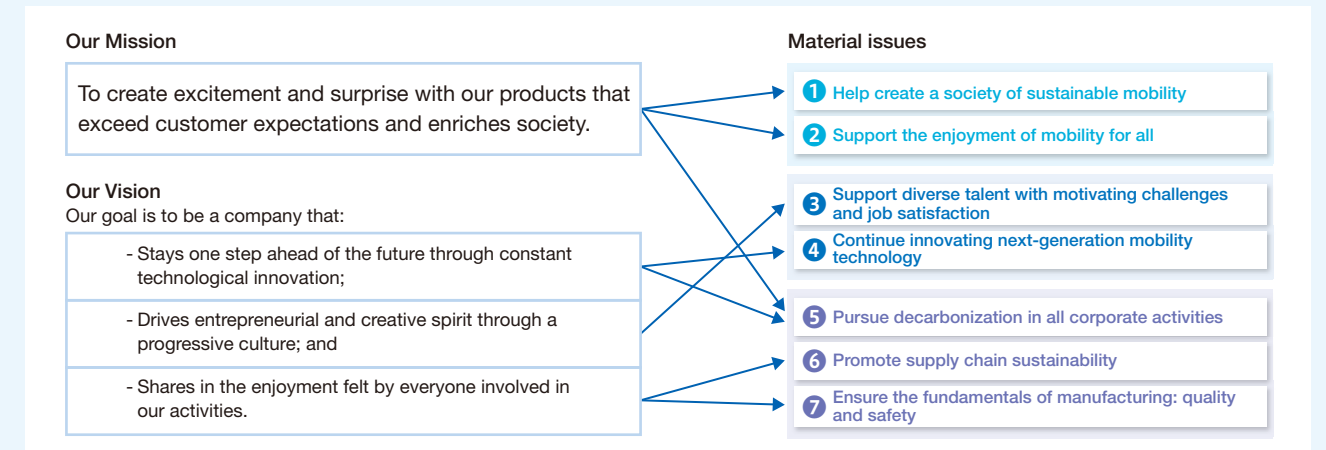 Our Mission
To create excitement and surprise with our products that
exceed customer expectations and enriches society.
Our Vision
Our goal is to be a company that:
- Stays one step ahead of the future through constant
technological innovation;
- Drives entrepreneurial and creative spirit through a
progressive culture; and
- Shares in the enjoyment felt by everyone involved in
our activities.
Material issues
1 Help create a society of sustainable mobility
2 Support the enjoyment of mobility for all
3 Support diverse talent with motivating challenges
and job satisfaction
4 Continue innovating next-generation mobility
technology
5 Pursue decarbonization in all corporate activities
6 Promote supply chain sustainability
7 Ensure the fundamentals of manufacturing: quality
and safety